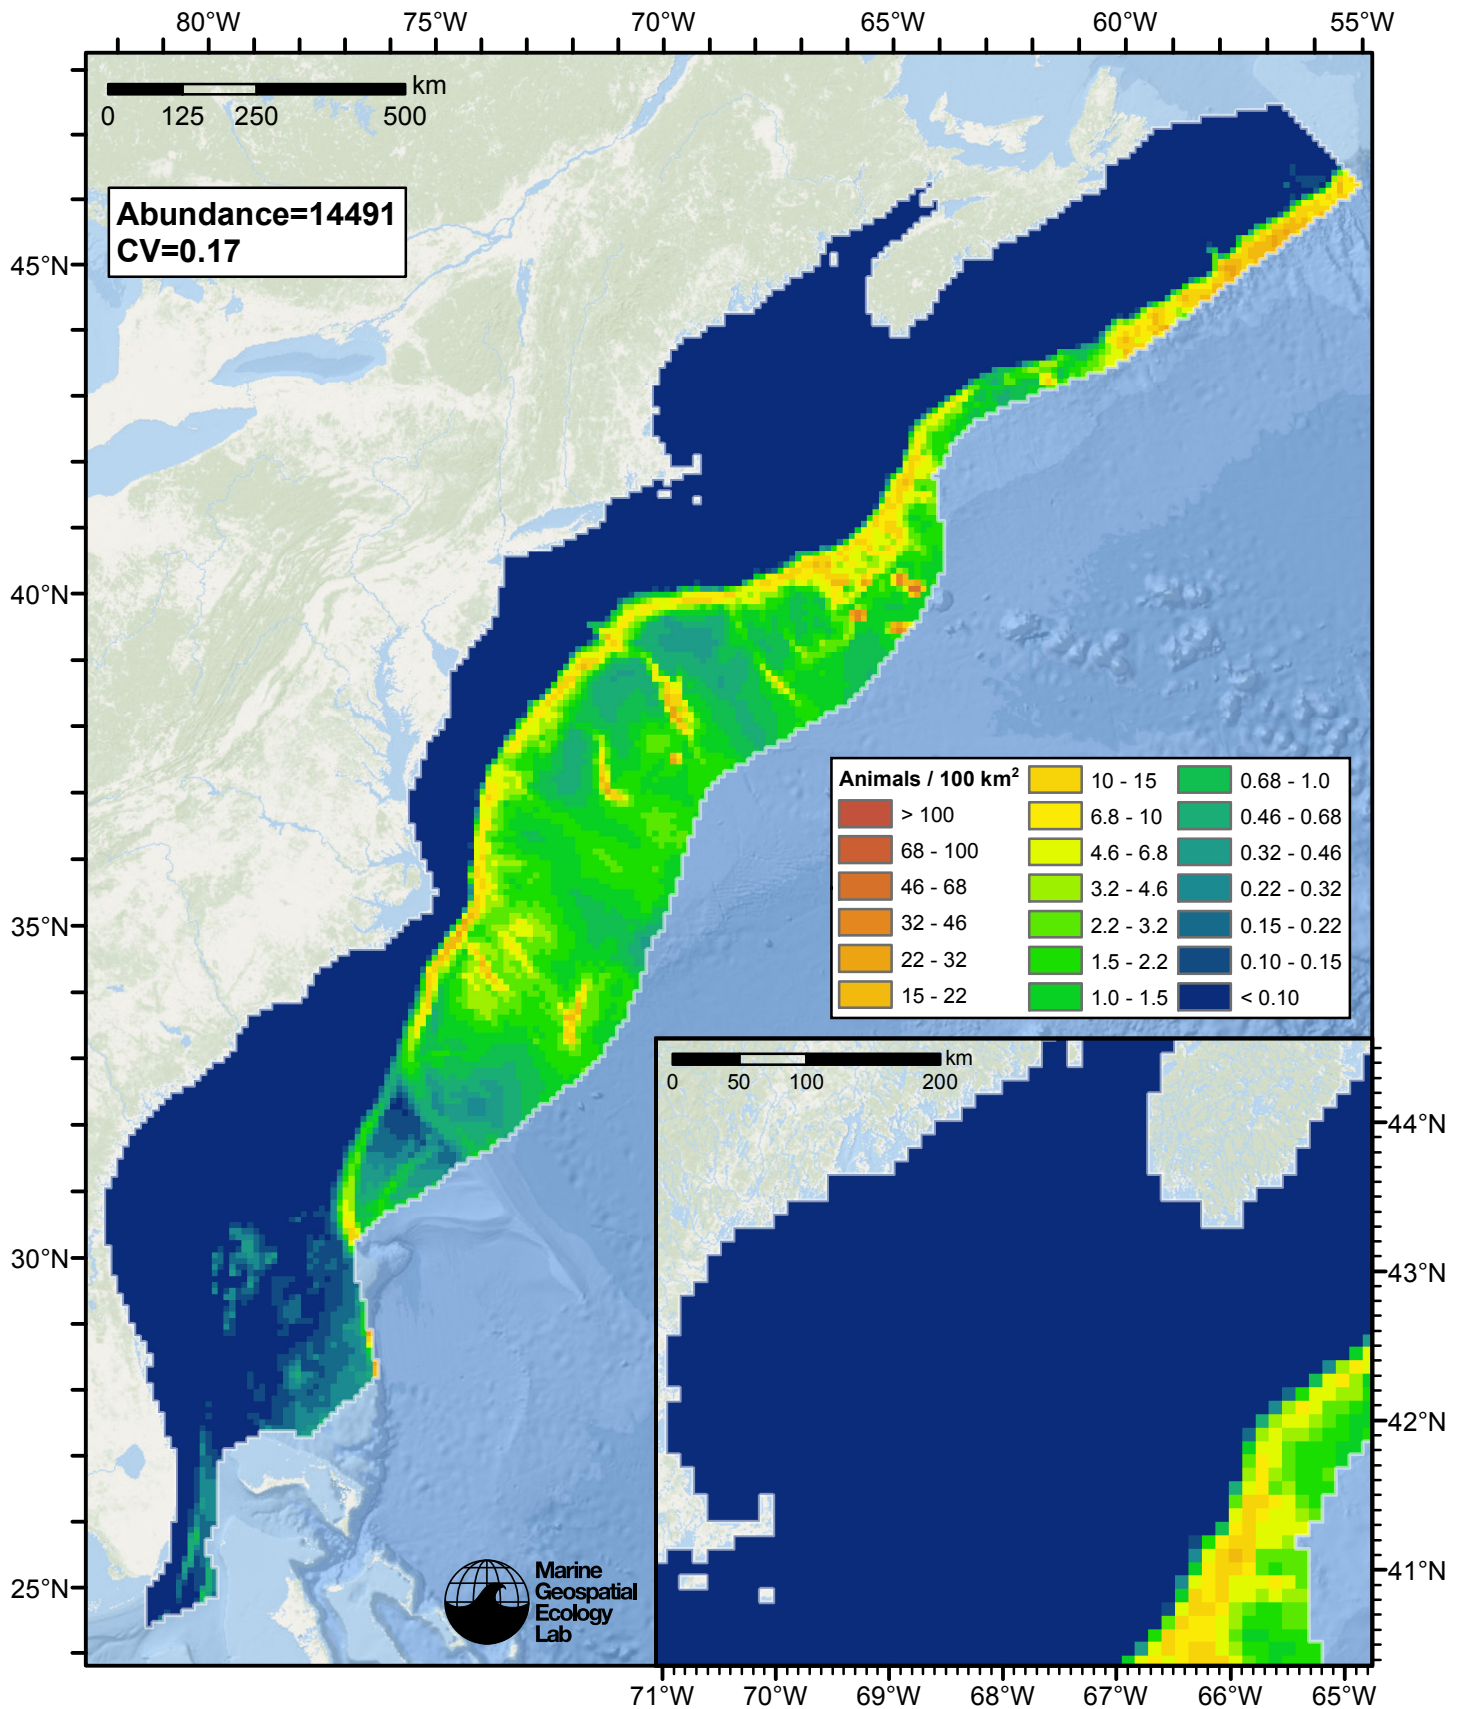 80°W 75°W 70°W 65°W 60°W 55°W
km
0 125 250 500
Abundance=14491
CV=0.17
45°N
40°N
35°N
30°N
25°N
Animals / 100 km²
> 100
68 - 100
46 - 68
32 - 46
22 - 32
15 - 22
10 - 15
6.8 - 10
4.6 - 6.8
3.2 - 4.6
2.2 - 3.2
1.5 - 2.2
1.0 - 1.5
0.68 - 1.0
0.46 - 0.68
0.32 - 0.46
0.22 - 0.32
0.15 - 0.22
0.10 - 0.15
< 0.10
km
0 50 100 200
44°N
43°N
42°N
41°N
Marine
Geospatial
Ecology
Lab
71°W 70°W 69°W 68°W 67°W 66°W 65°W